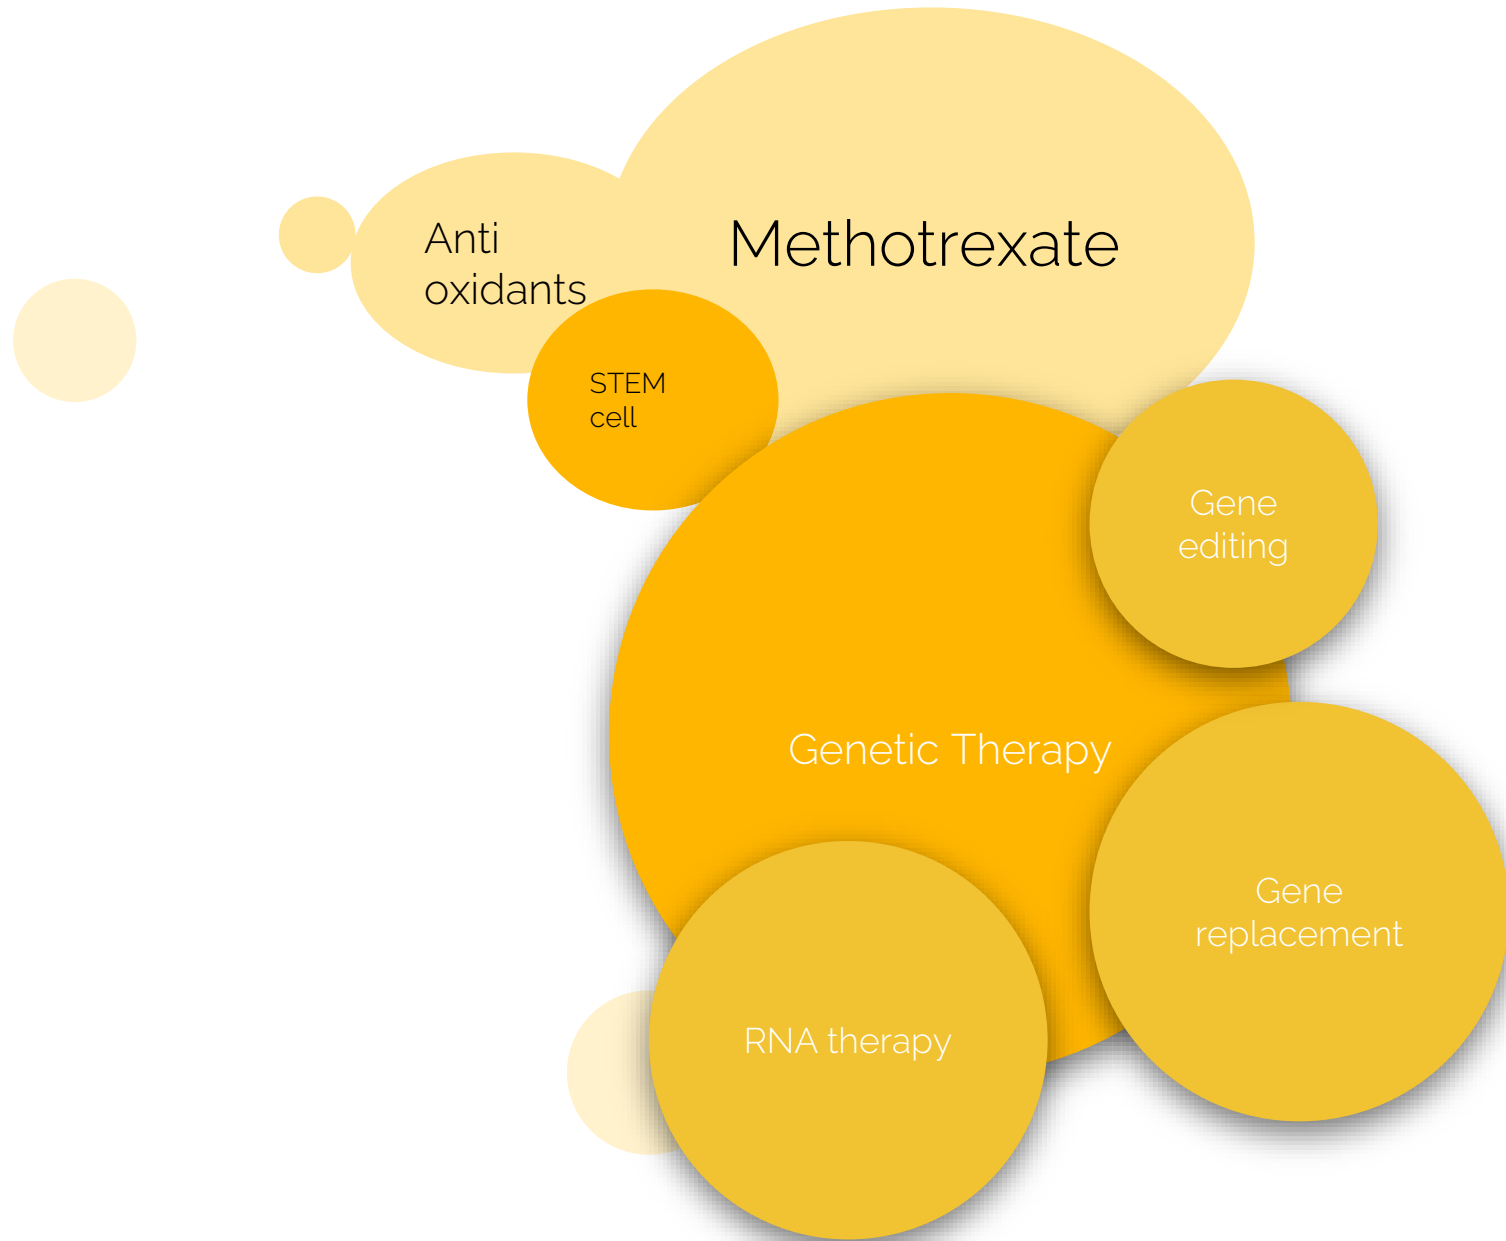 Anti
oxidants
Methotrexate
STEM
cell
Gene
editing
Genetic Therapy
Gene
replacement
RNA therapy